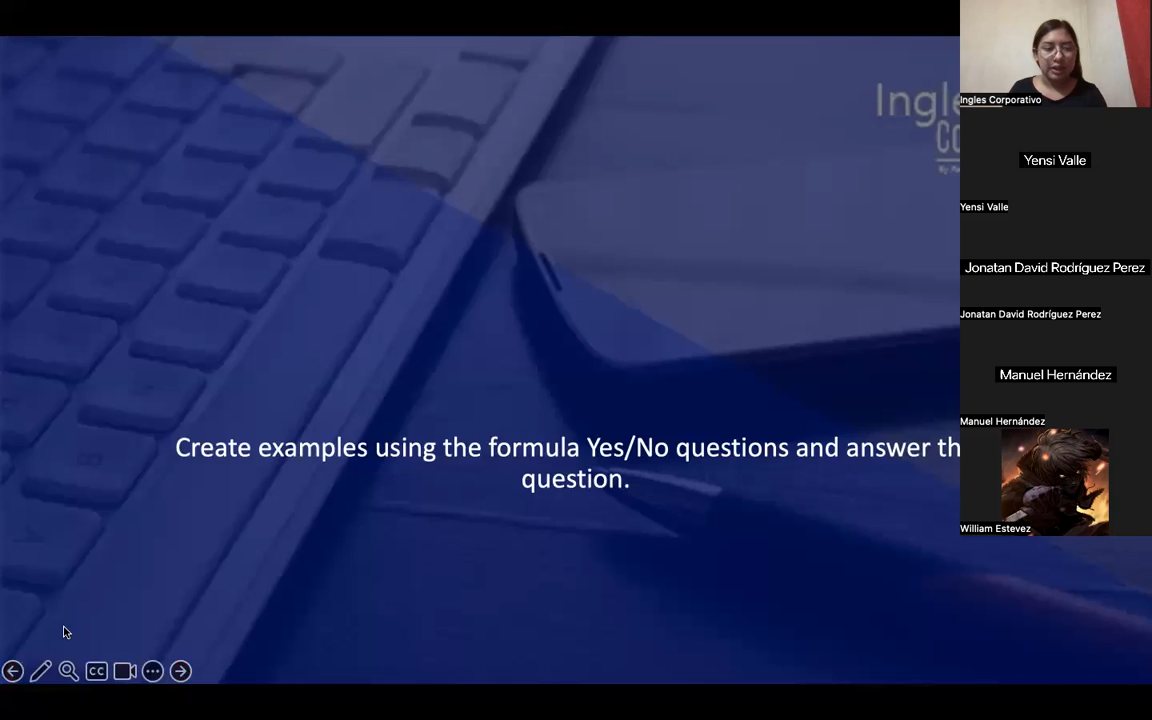 Ingles Corporativo
Yensi Valle
Yensi Valle
Jonatan David Rodríguez Perez
Jonatan David Rodríguez Perez
Manuel Hernández
Manuel Hernández
William Estevez
Ingle
Co
Create examples using the formula Yes/No questions and answer th
question.
CC